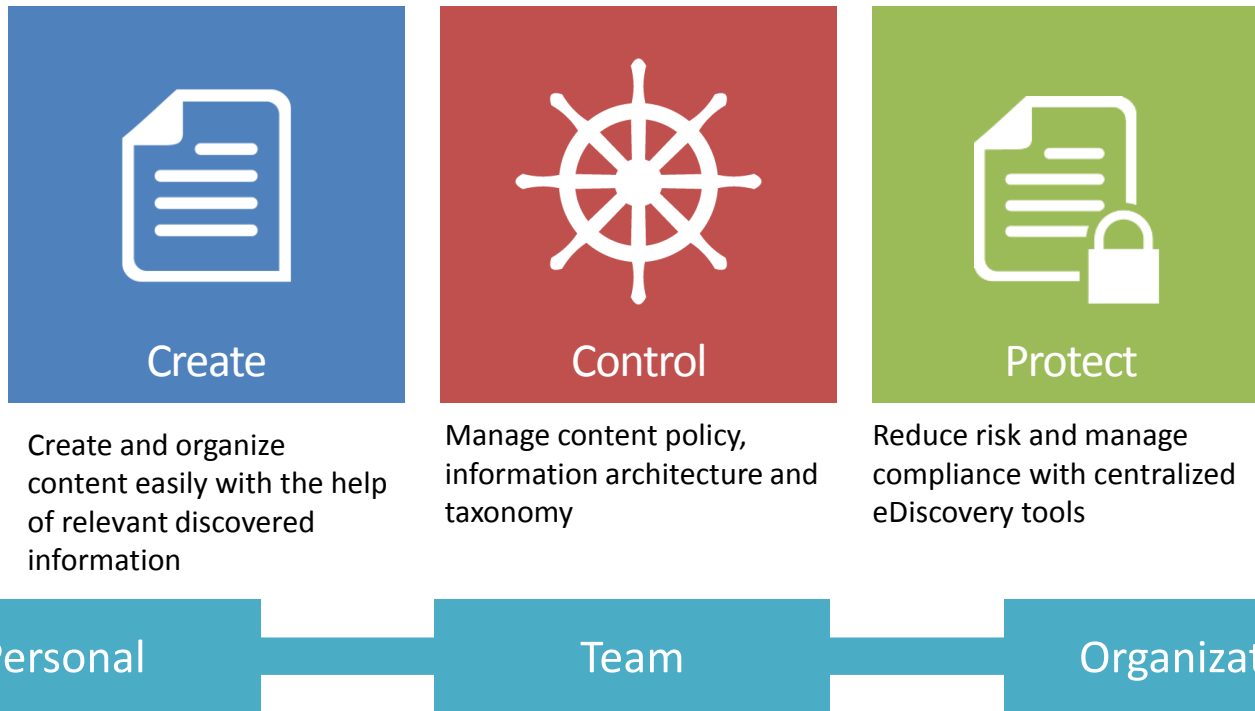 Create
Control
Protect
Create and organize
content easily with the help
of relevant discovered
information
Manage content policy,
information architecture and
taxonomy
Reduce risk and manage
compliance with centralized
eDiscovery tools
Personal
Team
Organizat